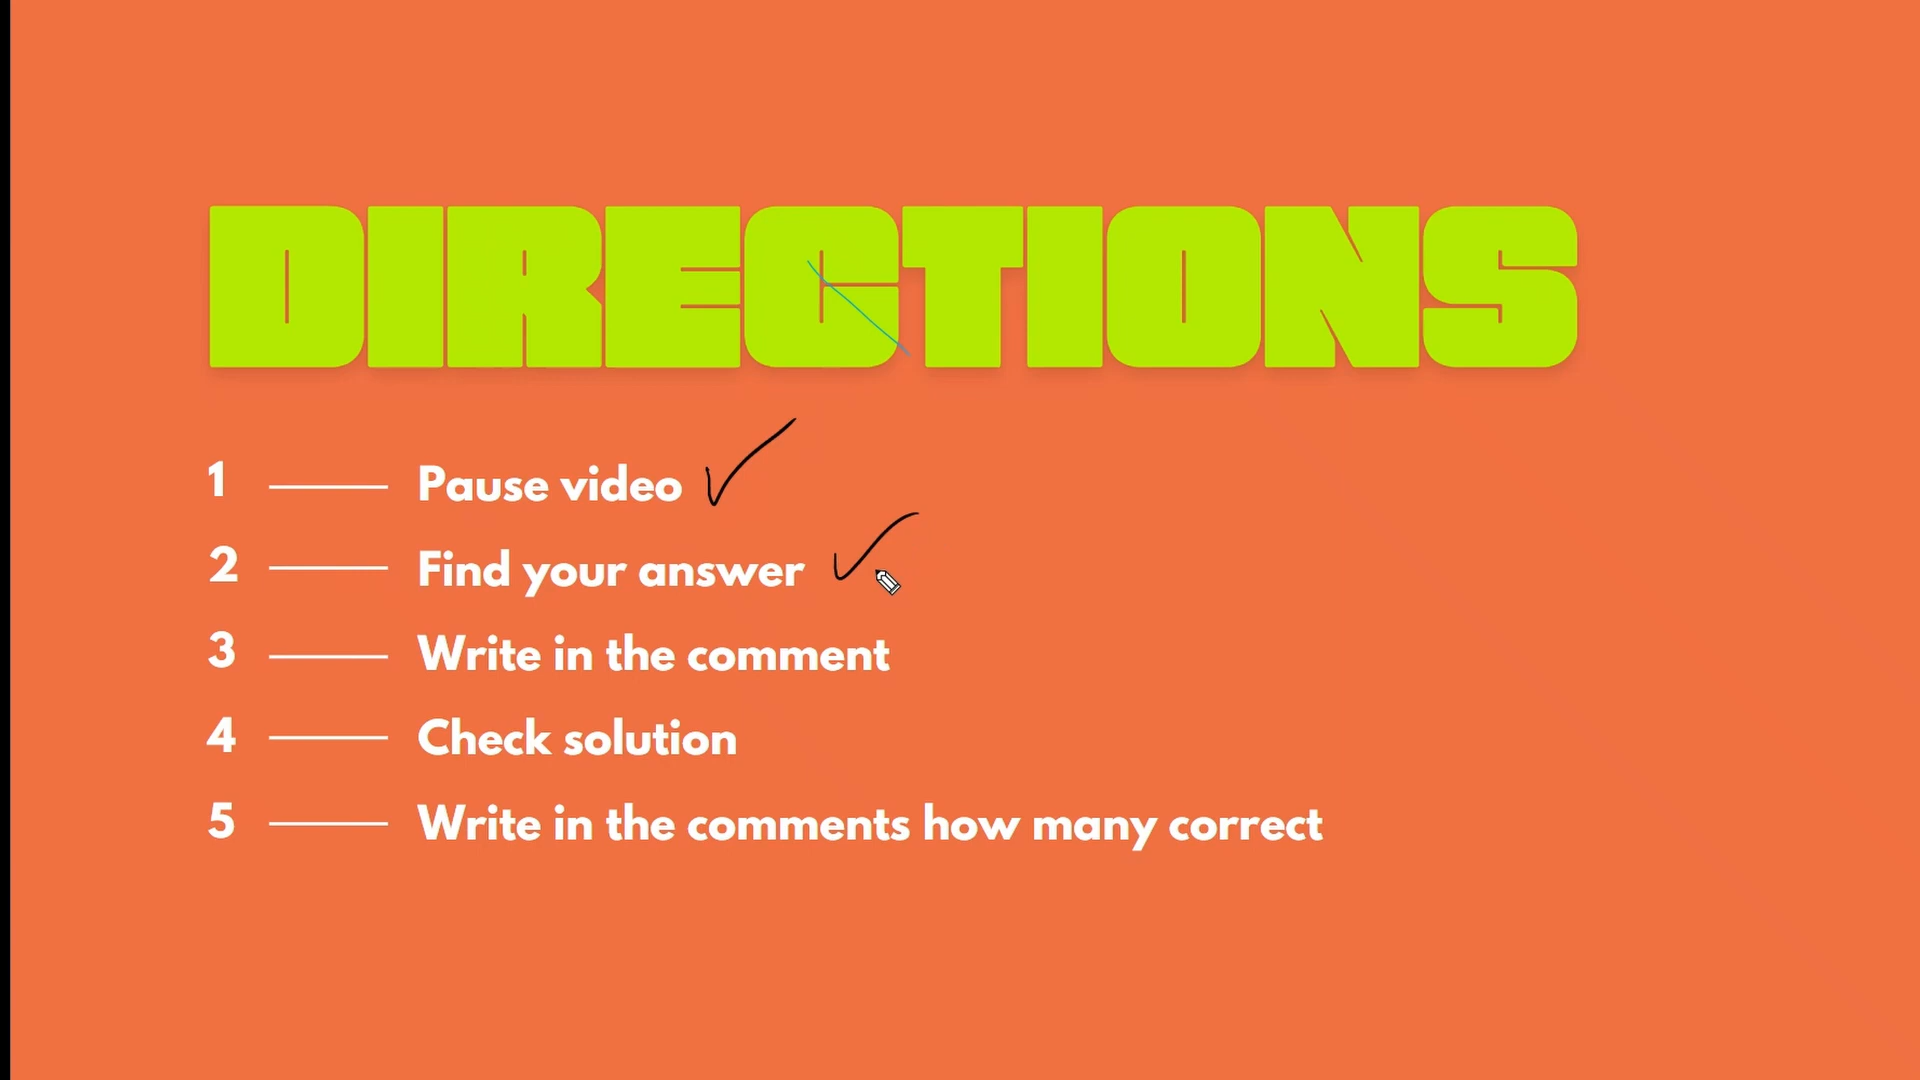 DIRECTIONS
1 Pause video
2 Find your answer
3 Write in the comment
4 Check solution
5 Write in the comments how many correct